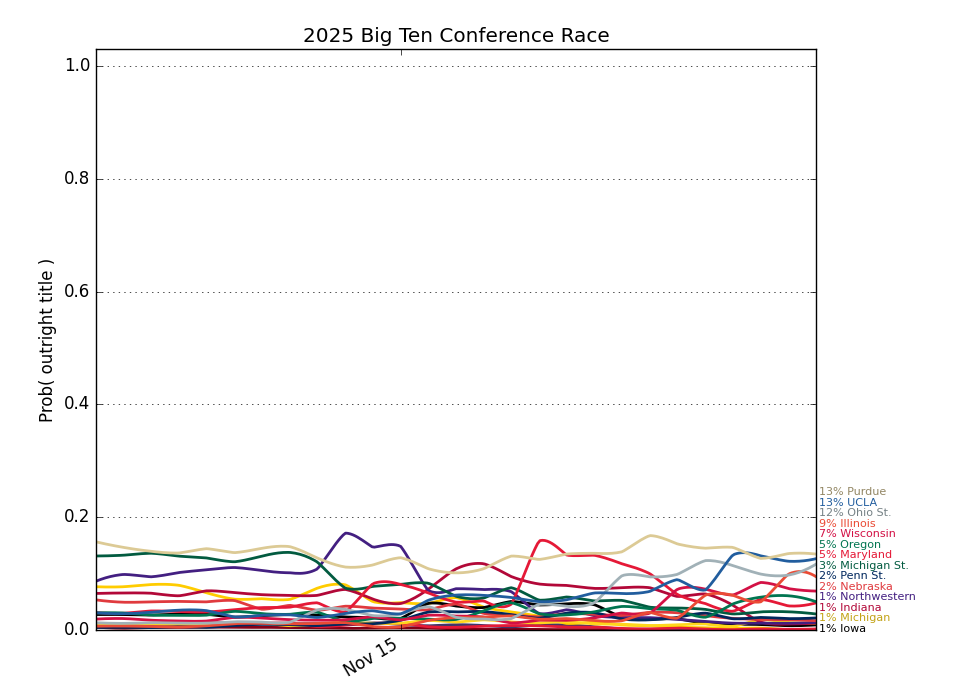 2025 Big Ten Conference Race
1.0
0.8
0.6
0.4
0.2
0.0
Prob( outright title )
Nov 15
13% Purdue
13% UCLA
12% Ohio St.
9% Illinois
7% Wisconsin
5% Oregon
5% Maryland
3% Michigan St.
2% Penn St.
2% Nebraska
1% Northwestern
1% Indiana
1% Michigan
1% Iowa